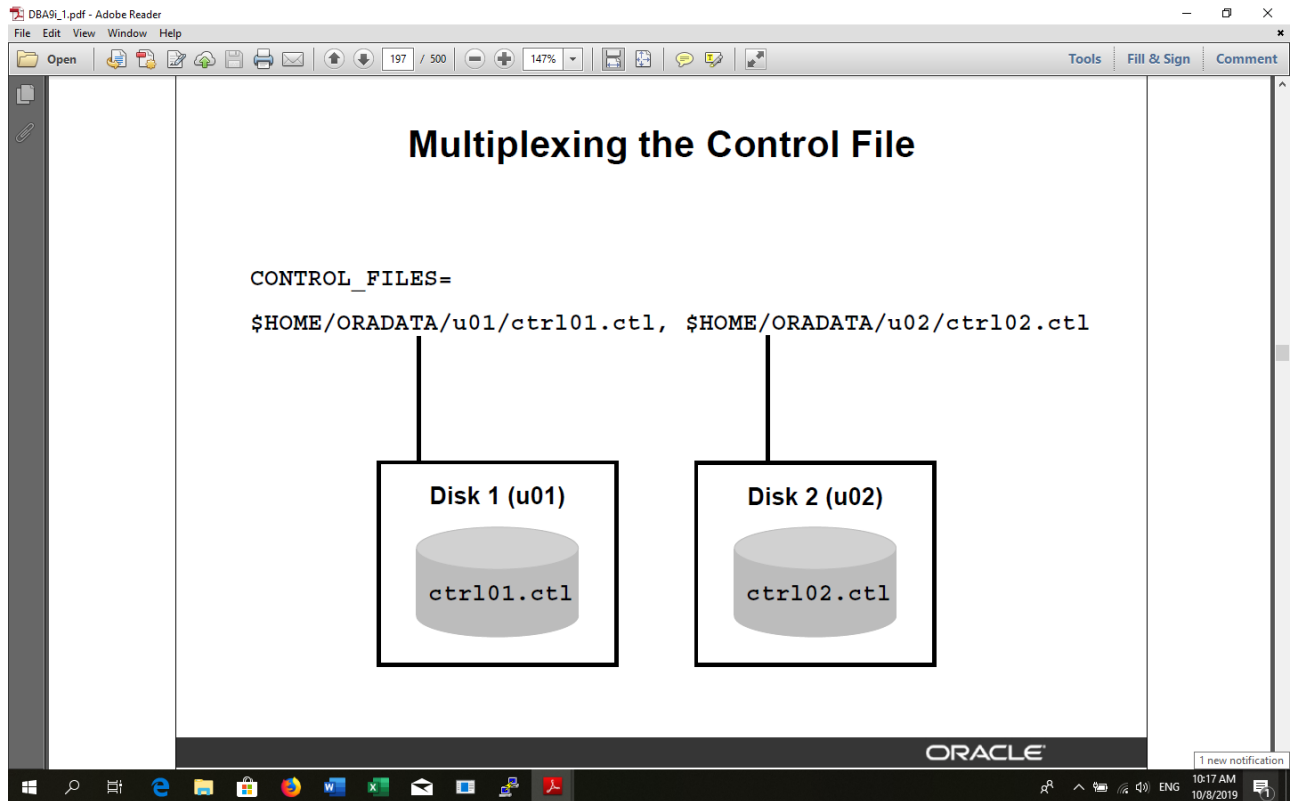 DBA9i_1.pdf - Adobe Reader
File Edit View Window Help
Open 197 / 500 147% Tools Fill & Sign Comment
Multiplexing the Control File
CONTROL_FILES=
$HOME/ORADATA/u01/ctrl01.ctl, $HOME/ORADATA/u02/ctrl02.ctl
Disk 1 (u01) Disk 2 (u02)
ctrl01.ctl ctrl02.ctl
ORACLE
1 new notification
ENG 10:17 AM
10/8/2019 1